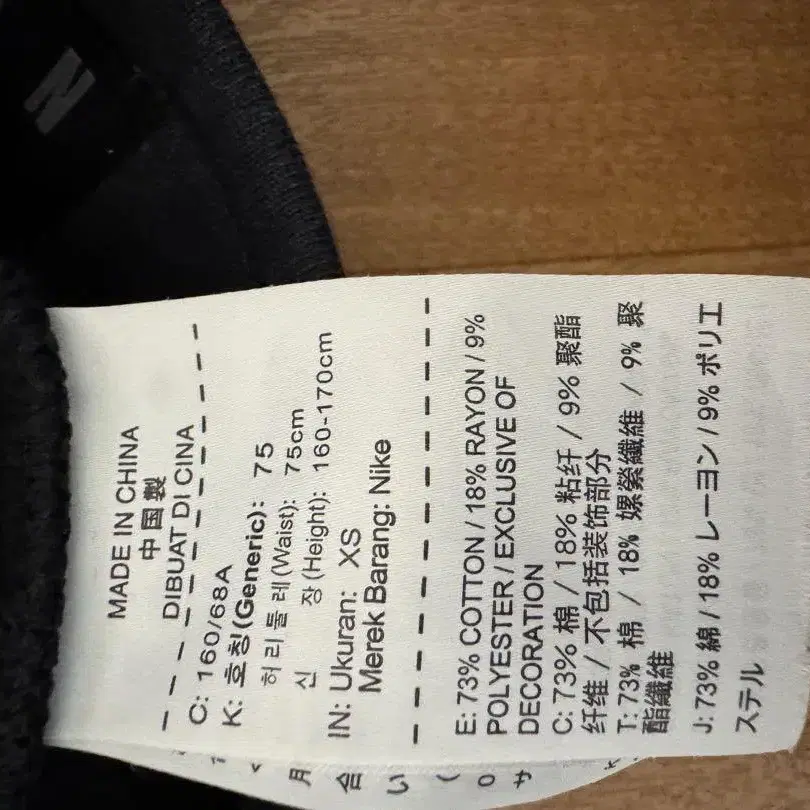 MADE IN CHINA
中国製
DIBUAT DI CINA
C: 160/68A
K: 호칭(Generic): 75
허리둘레(Waist): 75cm
신 장(Height): 160-170cm
IN: Ukuran: XS
Merek Barang: Nike
E: 73% COTTON / 18% RAYON / 9%
POLYESTER / EXCLUSIVE OF
DECORATION
C: 73% 棉 / 18% 粘纤 / 9% 聚酯
纤维 / 不包括装饰部分
T: 73% 棉 / 18% 嫘縈纖維 / 9% 聚
酯纖維
J: 73% 綿 / 18% レーヨン / 9% ポリエ
ステル